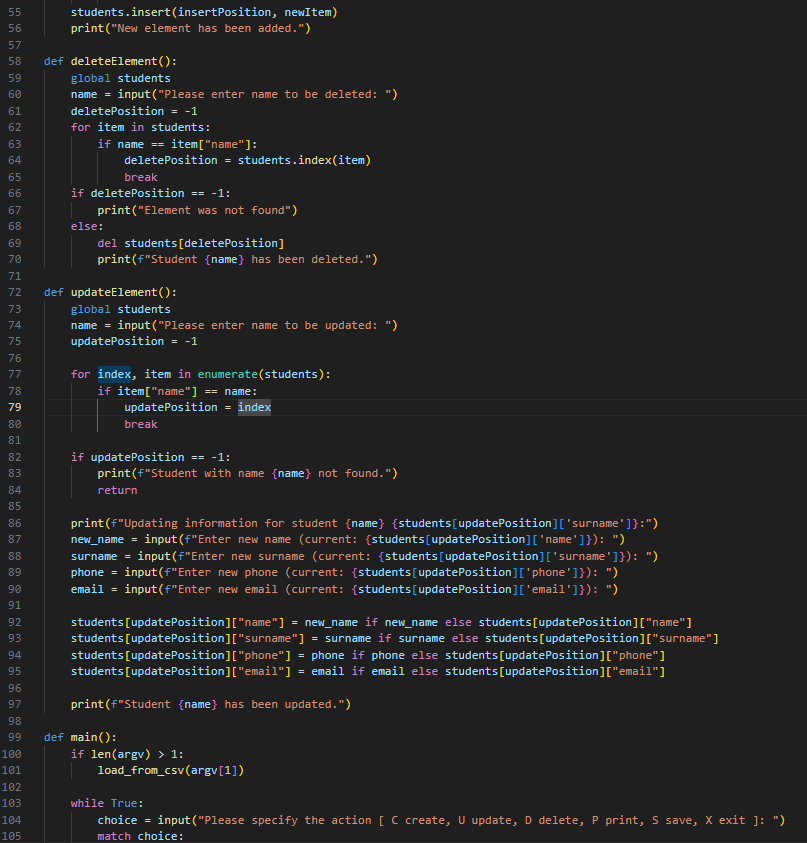 55 students.insert(insertPosition, newItem)
56 print("New element has been added.")
57
58 def deleteElement():
59 global students
60 name = input("Please enter name to be deleted: ")
61 deletePosition = -1
62 for item in students:
63 if name == item["name"]:
64 deletePosition = students.index(item)
65 break
66 if deletePosition == -1:
67 print("Element was not found")
68 else:
69 del students[deletePosition]
70 print(f"Student {name} has been deleted.")
71
72 def updateElement():
73 global students
74 name = input("Please enter name to be updated: ")
75 updatePosition = -1
76
77 for index, item in enumerate(students):
78 if item["name"] == name:
79 updatePosition = index
80 break
81
82 if updatePosition == -1:
83 print(f"Student with name {name} not found.")
84 return
85
86 print(f"Updating information for student {name} {students[updatePosition]['surname']}:")
87 new_name = input(f"Enter new name (current: {students[updatePosition]['name']}): ")
88 surname = input(f"Enter new surname (current: {students[updatePosition]['surname']}): ")
89 phone = input(f"Enter new phone (current: {students[updatePosition]['phone']}): ")
90 email = input(f"Enter new email (current: {students[updatePosition]['email']}): ")
91
92 students[updatePosition]["name"] = new_name if new_name else students[updatePosition]["name"]
93 students[updatePosition]["surname"] = surname if surname else students[updatePosition]["surname"]
94 students[updatePosition]["phone"] = phone if phone else students[updatePosition]["phone"]
95 students[updatePosition]["email"] = email if email else students[updatePosition]["email"]
96
97 print(f"Student {name} has been updated.")
98
99 def main():
100 if len(argv) > 1:
101 load_from_csv(argv[1])
102
103 while True:
104 choice = input("Please specify the action [ C create, U update, D delete, P print, S save, X exit ]: ")
105 match choice: